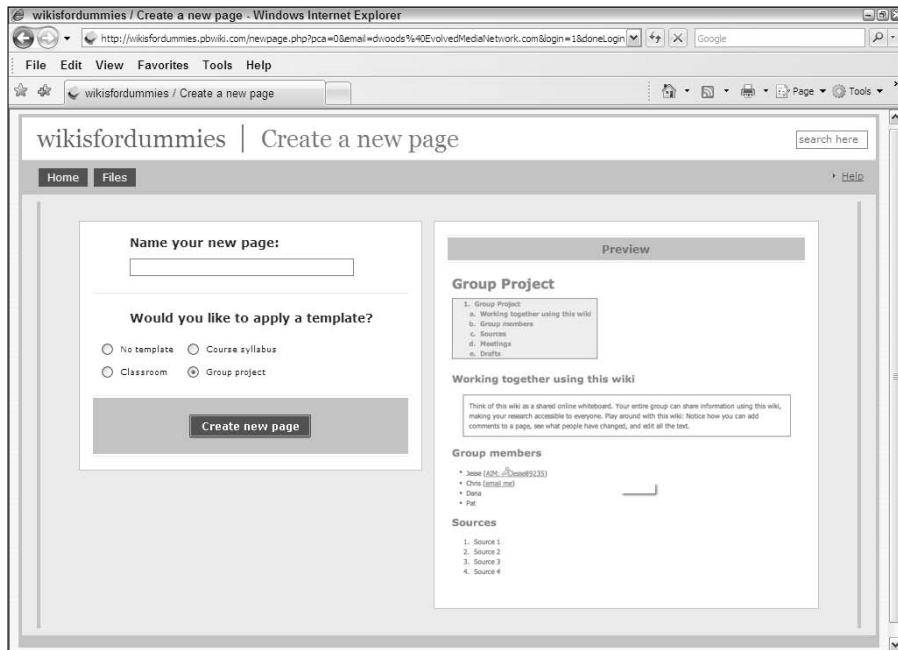 wikisfordummies / Create a new page - Windows Internet Explorer
http://wikisfordummies.pbwiki.com/newpage.php?pca=0&email=dwoods%40EvolvedMediaNetwork.com&login=1&doneLogin
Google
File Edit View Favorites Tools Help
wikisfordummies / Create a new page
Page Tools
wikisfordummies | Create a new page
search here
Home Files
Help
Name your new page:
Would you like to apply a template?
No template Course syllabus
Classroom Group project
Create new page
Preview
Group Project
1. Group Project
a. Working together using this wiki
b. Group members
c. Sources
d. Meetings
e. Drafts
Working together using this wiki
Think of this wiki as a shared online whiteboard. Your entire group can share information using this wiki,
making your research accessible to everyone. Play around with this wiki: Notice how you can add
comments to a page, see what people have changed, and edit all the text.
Group members
• Jesse (AIM: Jesse89235)
• Chris (email me)
• Dana
• Pat
Sources
1. Source 1
2. Source 2
3. Source 3
4. Source 4